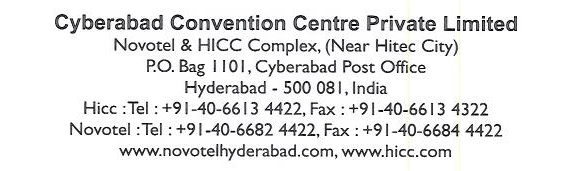 Cyberabad Convention Centre Private Limited
Novotel & HICC Complex, (Near Hitec City)
P.O. Bag 1101, Cyberabad Post Office
Hyderabad - 500 081, India
Hicc : Tel : +91-40-6613 4422, Fax : +91-40-6613 4322
Novotel : Tel : +91-40-6682 4422, Fax : +91-40-6684 4422
www.novotelhyderabad.com, www.hicc.com